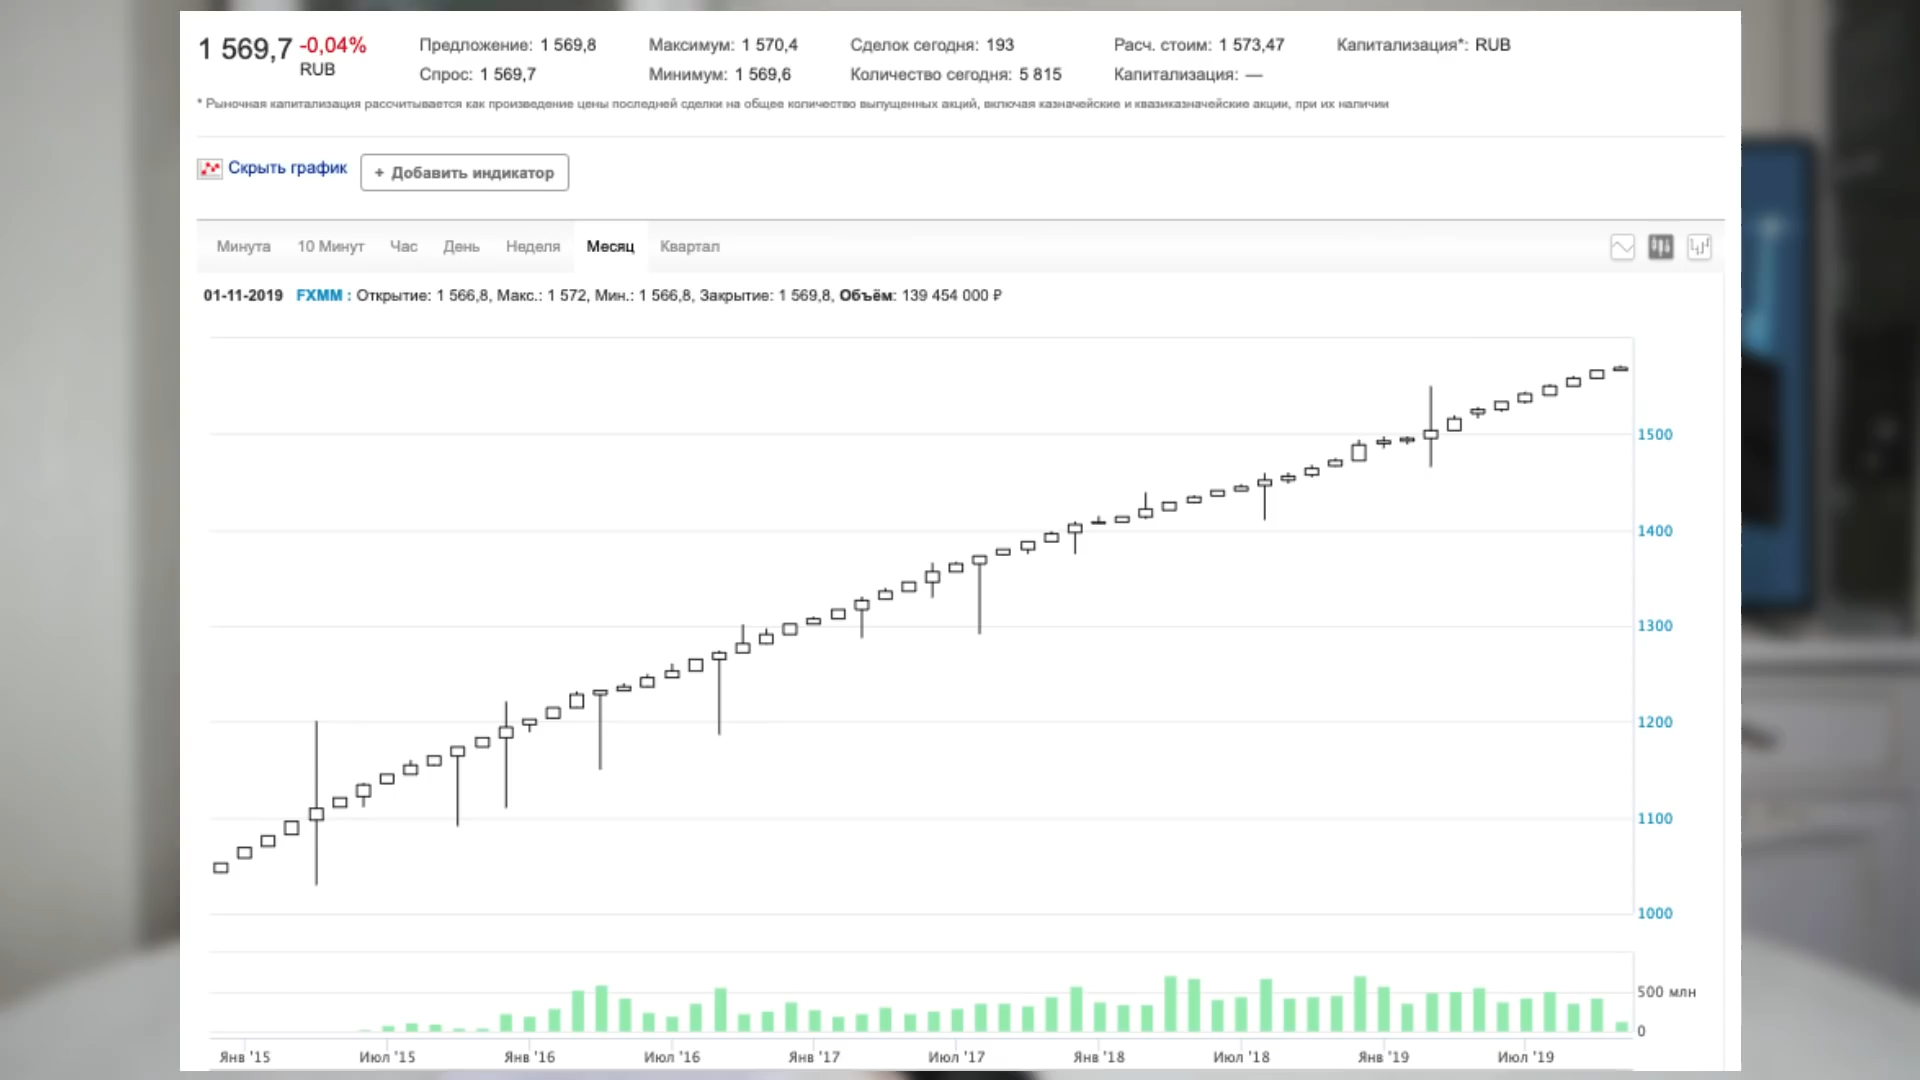 1 569,7 -0,04% RUB
Предложение: 1 569,8 Максимум: 1 570,4 Сделок сегодня: 193 Расч. стоим: 1 573,47 Капитализация*: RUB
Спрос: 1 569,7 Минимум: 1 569,6 Количество сегодня: 5 815 Капитализация: —
* Рыночная капитализация рассчитывается как произведение цены последней сделки на общее количество выпущенных акций, включая казначейские и квазиказначейские акции, при их наличии
Скрыть график + Добавить индикатор
Минута 10 Минут Час День Неделя Месяц Квартал
01-11-2019 FXMM : Открытие: 1 566,8, Макс.: 1 572, Мин.: 1 566,8, Закрытие: 1 569,8, Объём: 139 454 000 ₽
1500
1400
1300
1200
1100
1000
500 млн
0
Янв '15 Июл '15 Янв '16 Июл '16 Янв '17 Июл '17 Янв '18 Июл '18 Янв '19 Июл '19